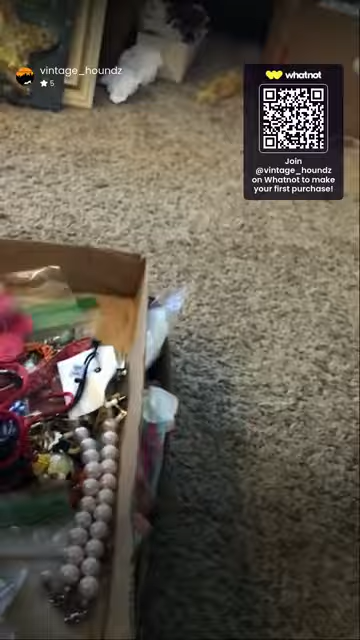 vintage_houndz
★ 5
whatnot
Join
@vintage_houndz
on Whatnot to make
your first purchase!